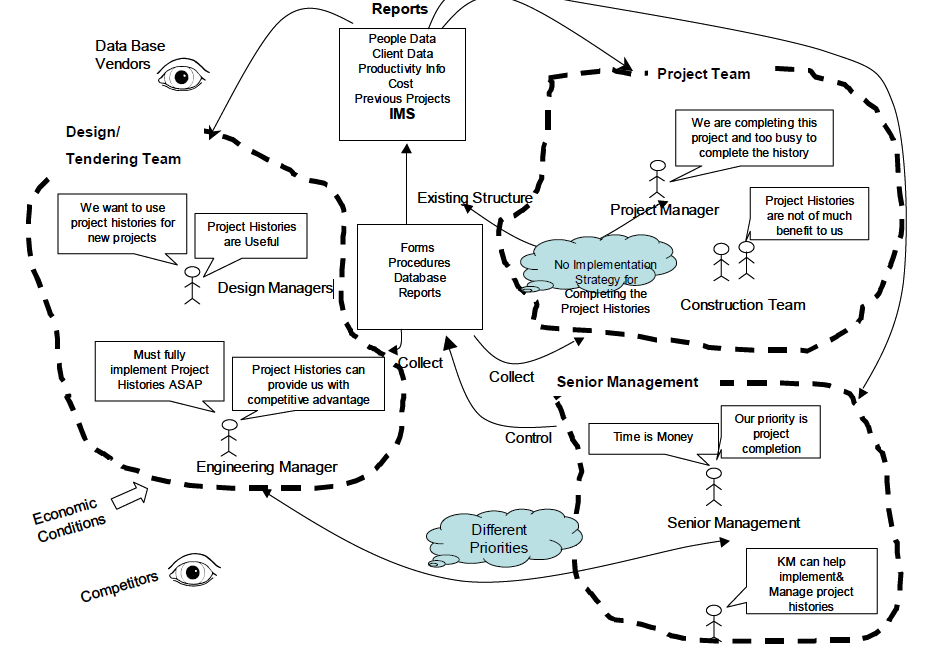 Reports
People Data
Client Data
Productivity Info
Cost
Previous Projects
IMS
Data Base
Vendors
Project Team
We are completing this
project and too busy to
complete the history
Design/
Tendering Team
Existing Structure
Project Manager
Project Histories
are not of much
benefit to us
We want to use
project histories for
new projects
Project Histories
are Useful
Design Managers
Forms
Procedures
Database
Reports
No Implementation
Strategy for
Completing the
Project Histories
Construction Team
Must fully
implement Project
Histories ASAP
Project Histories can
provide us with
competitive advantage
Collect
Collect
Senior Management
Engineering Manager
Control
Time is Money
Our priority is
project
completion
Senior Management
Economic
Conditions
Different
Priorities
Competitors
KM can help
implement&
Manage project
histories